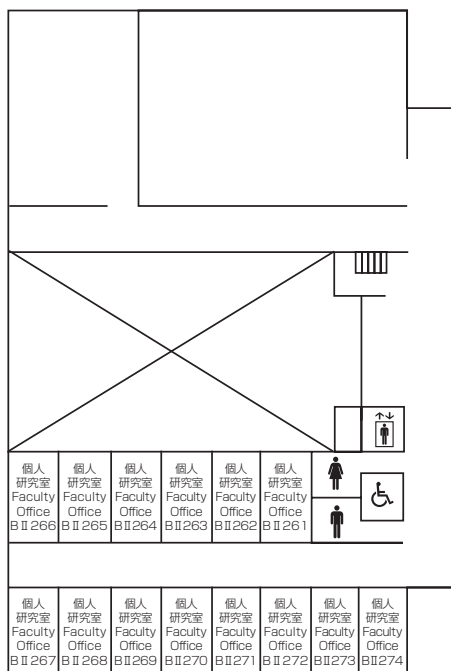 個人
研究室
Faculty
Office
BⅡ266
個人
研究室
Faculty
Office
BⅡ265
個人
研究室
Faculty
Office
BⅡ264
個人
研究室
Faculty
Office
BⅡ263
個人
研究室
Faculty
Office
BⅡ262
個人
研究室
Faculty
Office
BⅡ261
個人
研究室
Faculty
Office
BⅡ267
個人
研究室
Faculty
Office
BⅡ268
個人
研究室
Faculty
Office
BⅡ269
個人
研究室
Faculty
Office
BⅡ270
個人
研究室
Faculty
Office
BⅡ271
個人
研究室
Faculty
Office
BⅡ272
個人
研究室
Faculty
Office
BⅡ273
個人
研究室
Faculty
Office
BⅡ274